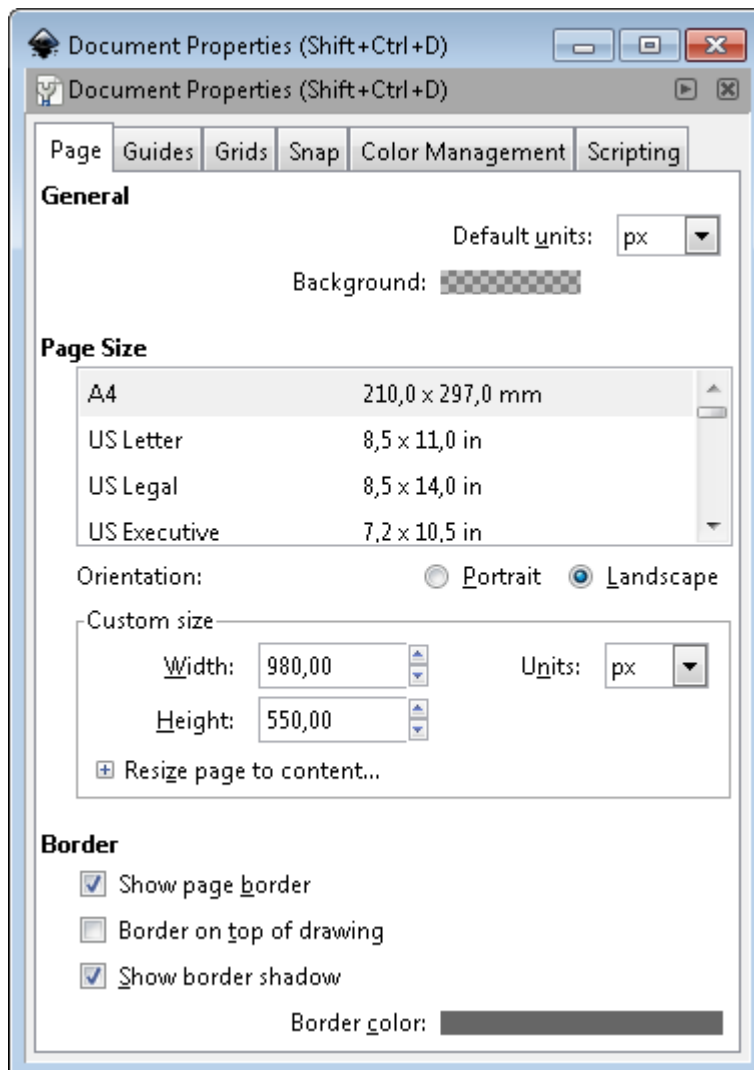 Document Properties (Shift+Ctrl+D)
Document Properties (Shift+Ctrl+D)
Page Guides Grids Snap Color Management Scripting
General
Default units: px
Background:
Page Size
A4 210,0 x 297,0 mm
US Letter 8,5 x 11,0 in
US Legal 8,5 x 14,0 in
US Executive 7,2 x 10,5 in
Orientation: Portrait Landscape
Custom size
Width: 980,00 Units: px
Height: 550,00
Resize page to content...
Border
Show page border
Border on top of drawing
Show border shadow
Border color: